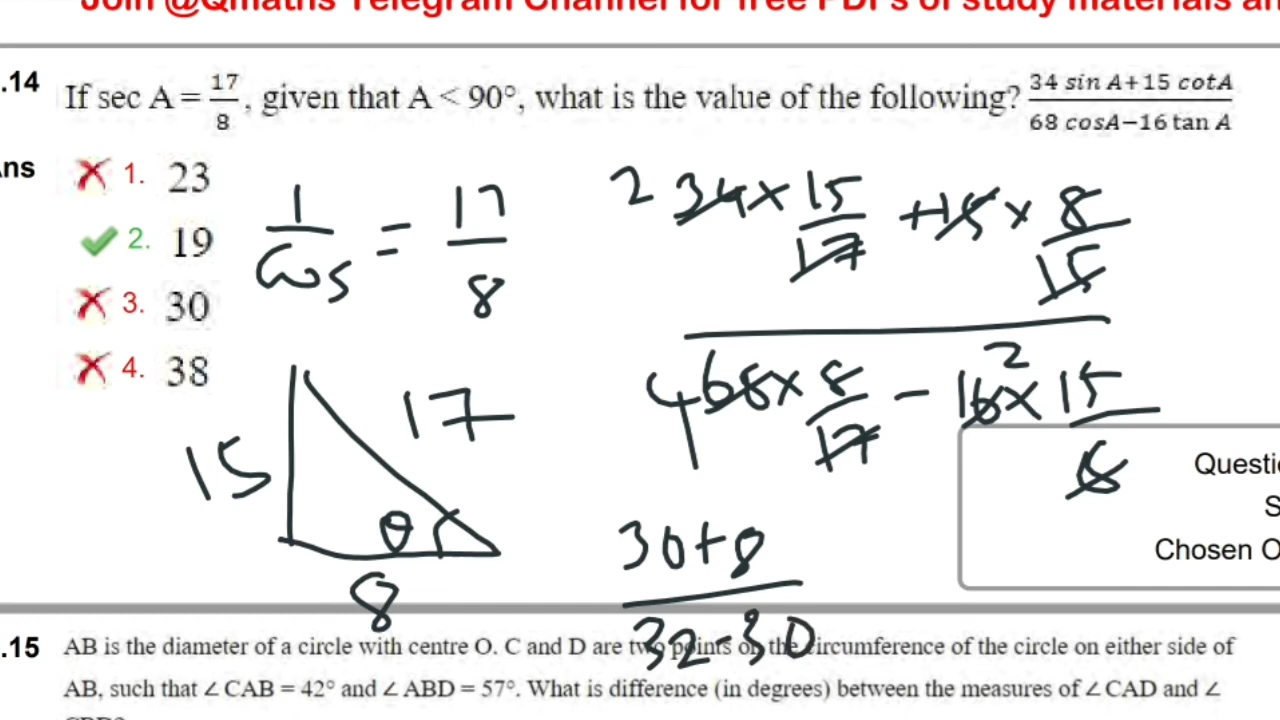 Join @Qmaths Telegram Channel for free PDFs of study materials an
.14 If sec A = 17/8, given that A < 90°, what is the value of the following? (34 sin A+15 cotA)/(68 cosA−16 tan A)
ns
1. 23
2. 19
3. 30
4. 38
1/cos = 17/8
2 34 × 15/17 + 15 × 8/15
4 68 × 8/17 − 16 2 × 15/8
15
17
θ
8
30+8
32-30
Questi
S
Chosen O
.15 AB is the diameter of a circle with centre O. C and D are two points on the circumference of the circle on either side of
AB, such that ∠ CAB = 42° and ∠ ABD = 57°. What is difference (in degrees) between the measures of ∠ CAD and ∠